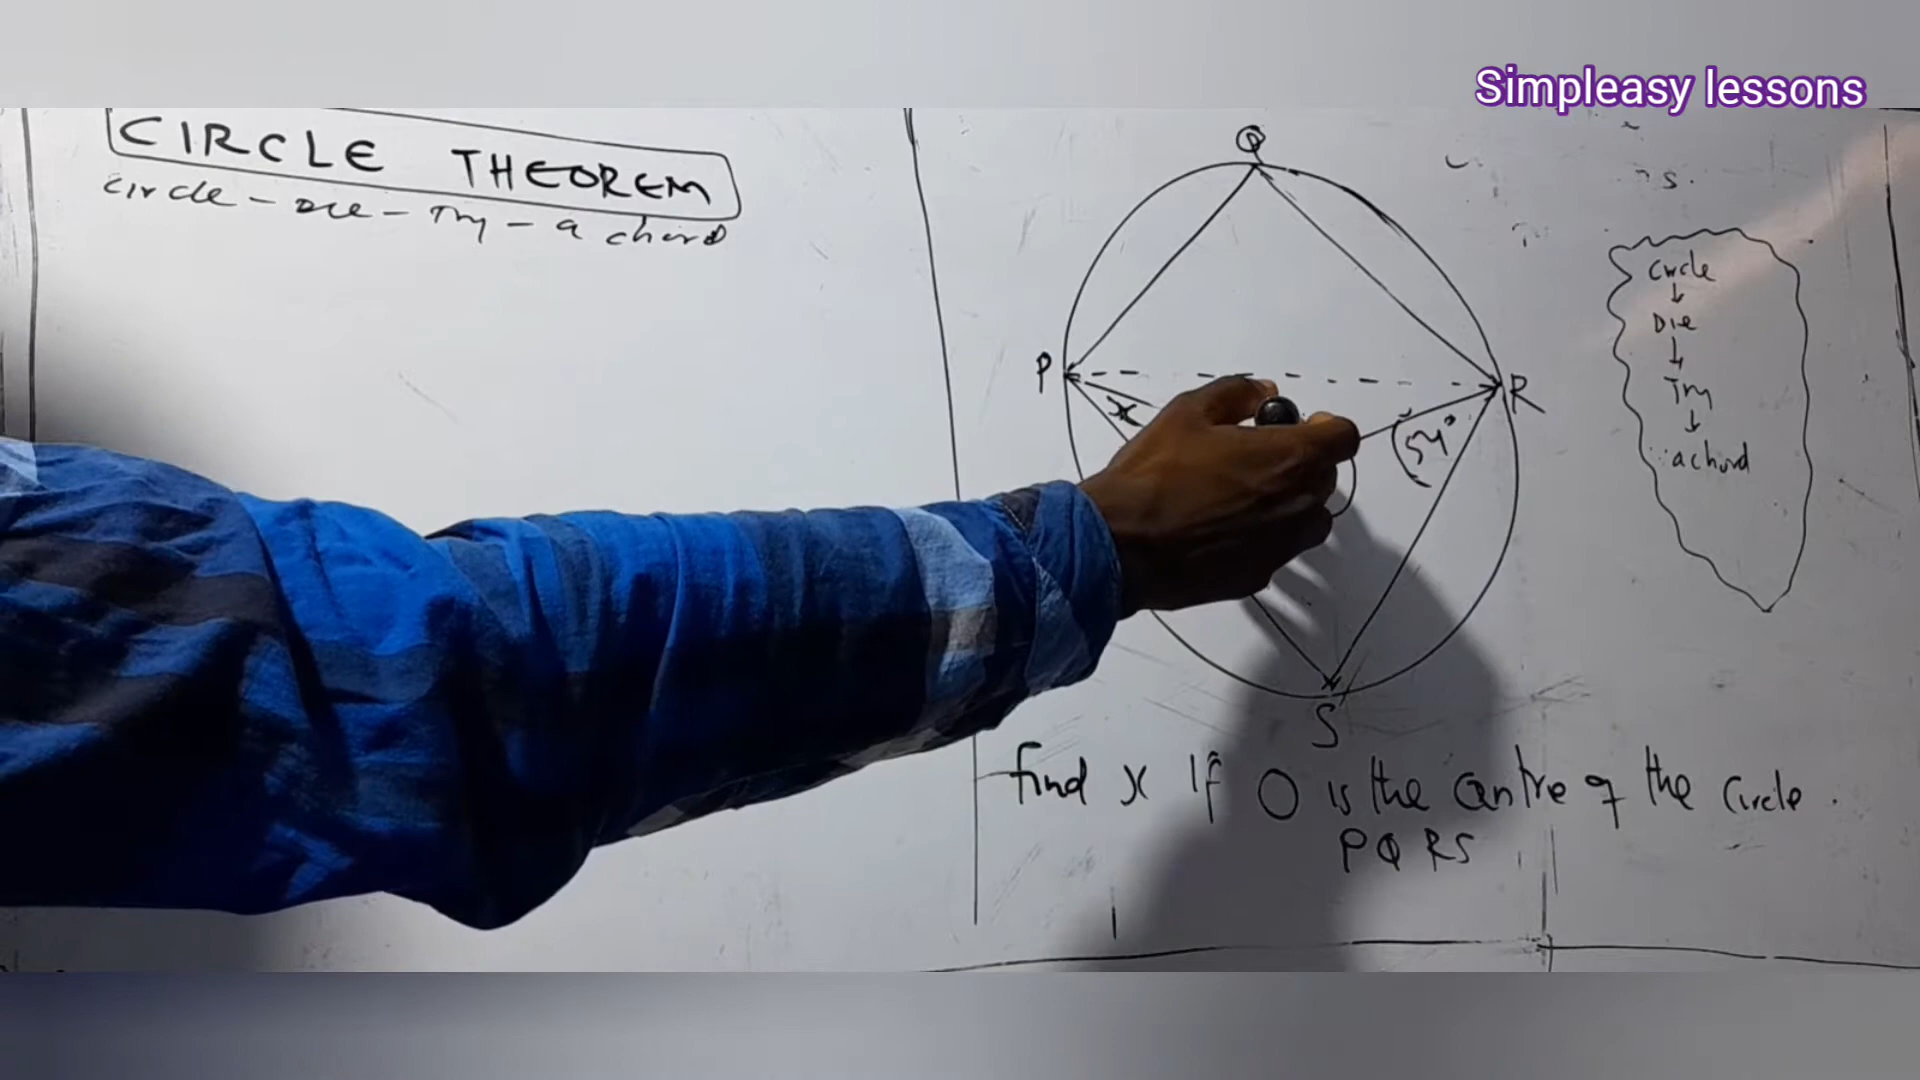 Simpleasy lessons
CIRCLE THEOREM
circle - Die - Try - a chord
Q
P
R
x
54°
S
Circle
↓
Die
↓
Try
↓
a chord
find x If O is the centre of the Circle.
PQRS